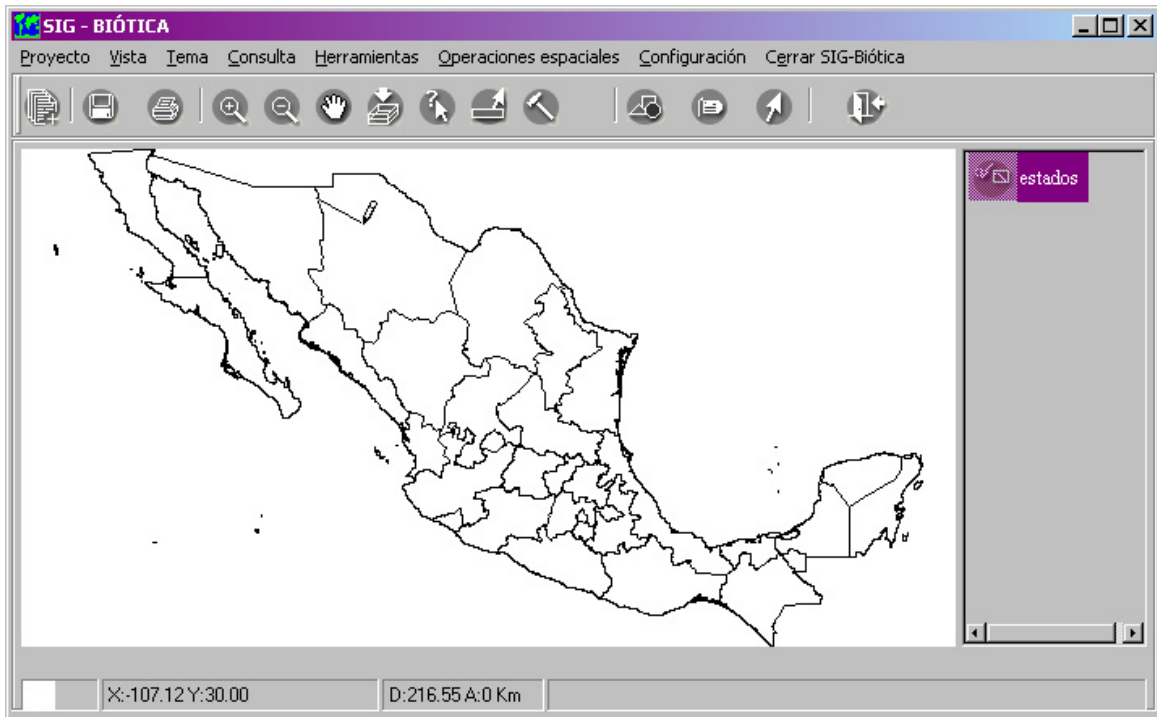 SIG - BIÓTICA
Proyecto Vista Tema Consulta Herramientas Operaciones espaciales Configuración Cerrar SIG-Biótica
estados
X:-107.12 Y:30.00 D:216.55 A:0 Km